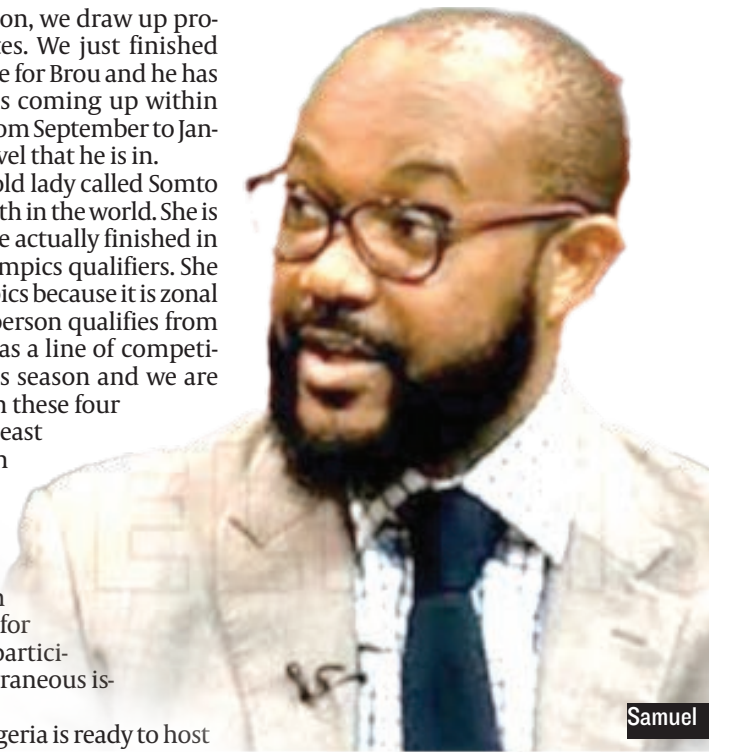 on, we draw up pro-
es. We just finished
e for Brou and he has
s coming up within
om September to Jan-
vel that he is in.
old lady called Somto
th in the world. She is
e actually finished in
mpics qualifiers. She
ics because it is zonal
person qualifies from
as a line of competi-
s season and we are
n these four
east
n
n
for
partici-
raneous is-
geria is ready to host
Samuel